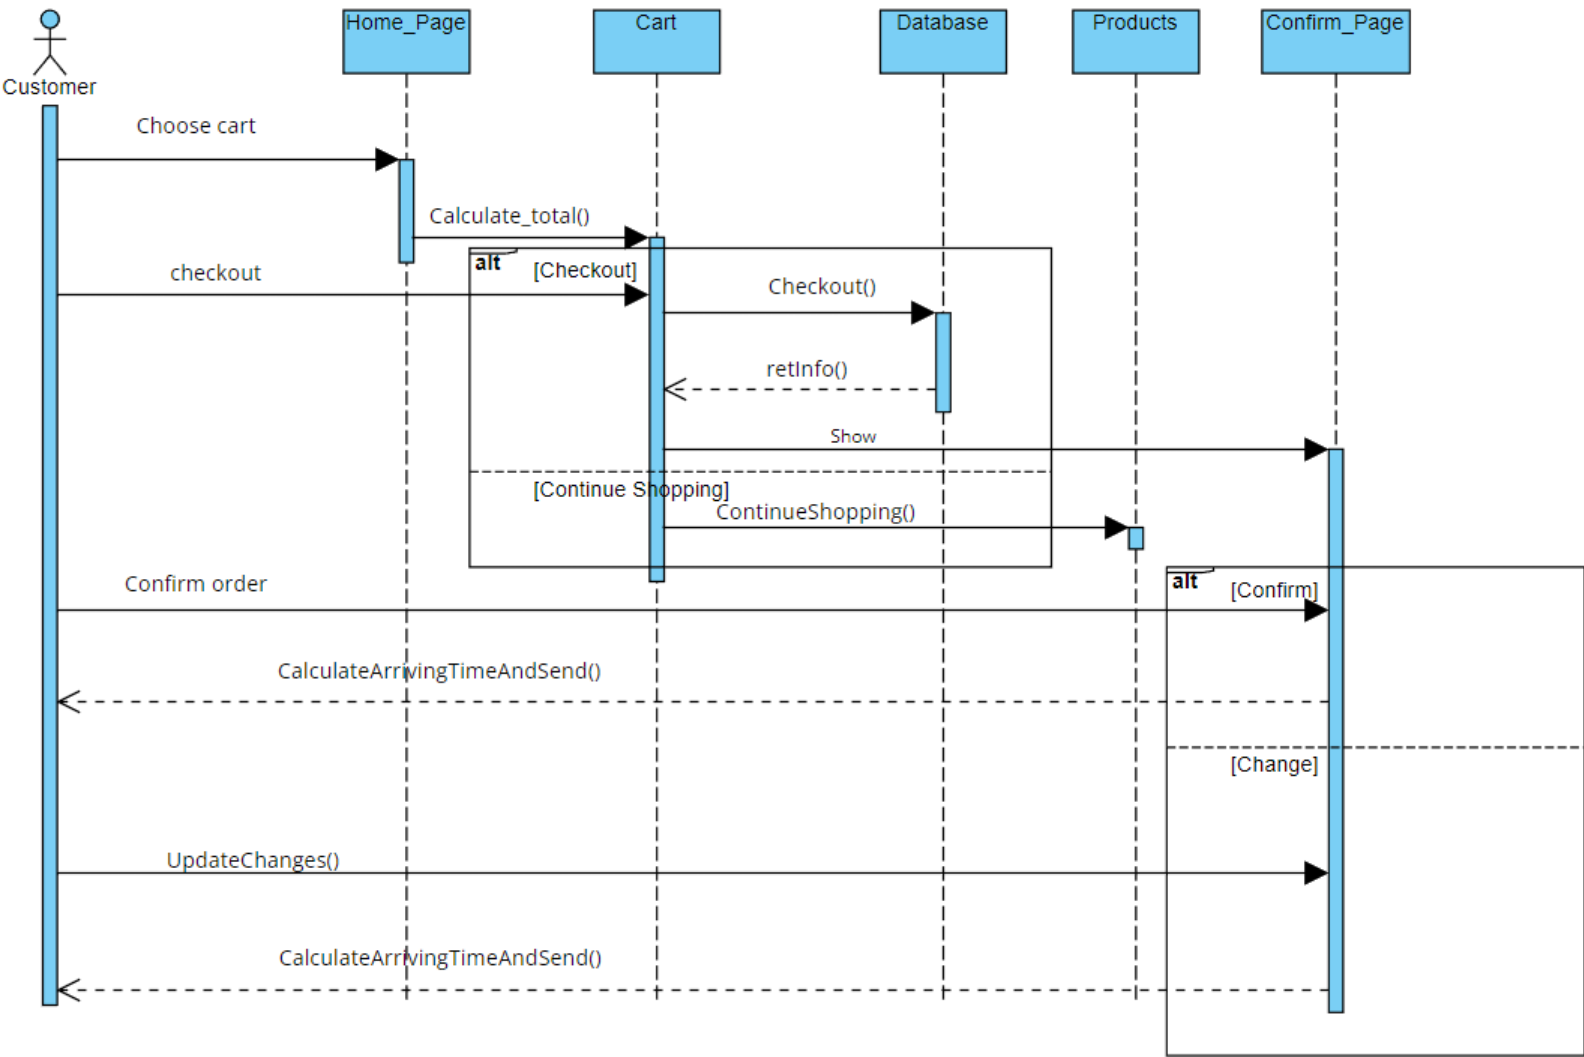 Home_Page
Cart
Database
Products
Confirm_Page
Customer
Choose cart
Calculate_total()
alt
[Checkout]
checkout
Checkout()
retInfo()
Show
[Continue Shopping]
ContinueShopping()
Confirm order
alt
[Confirm]
CalculateArrivingTimeAndSend()
[Change]
UpdateChanges()
CalculateArrivingTimeAndSend()